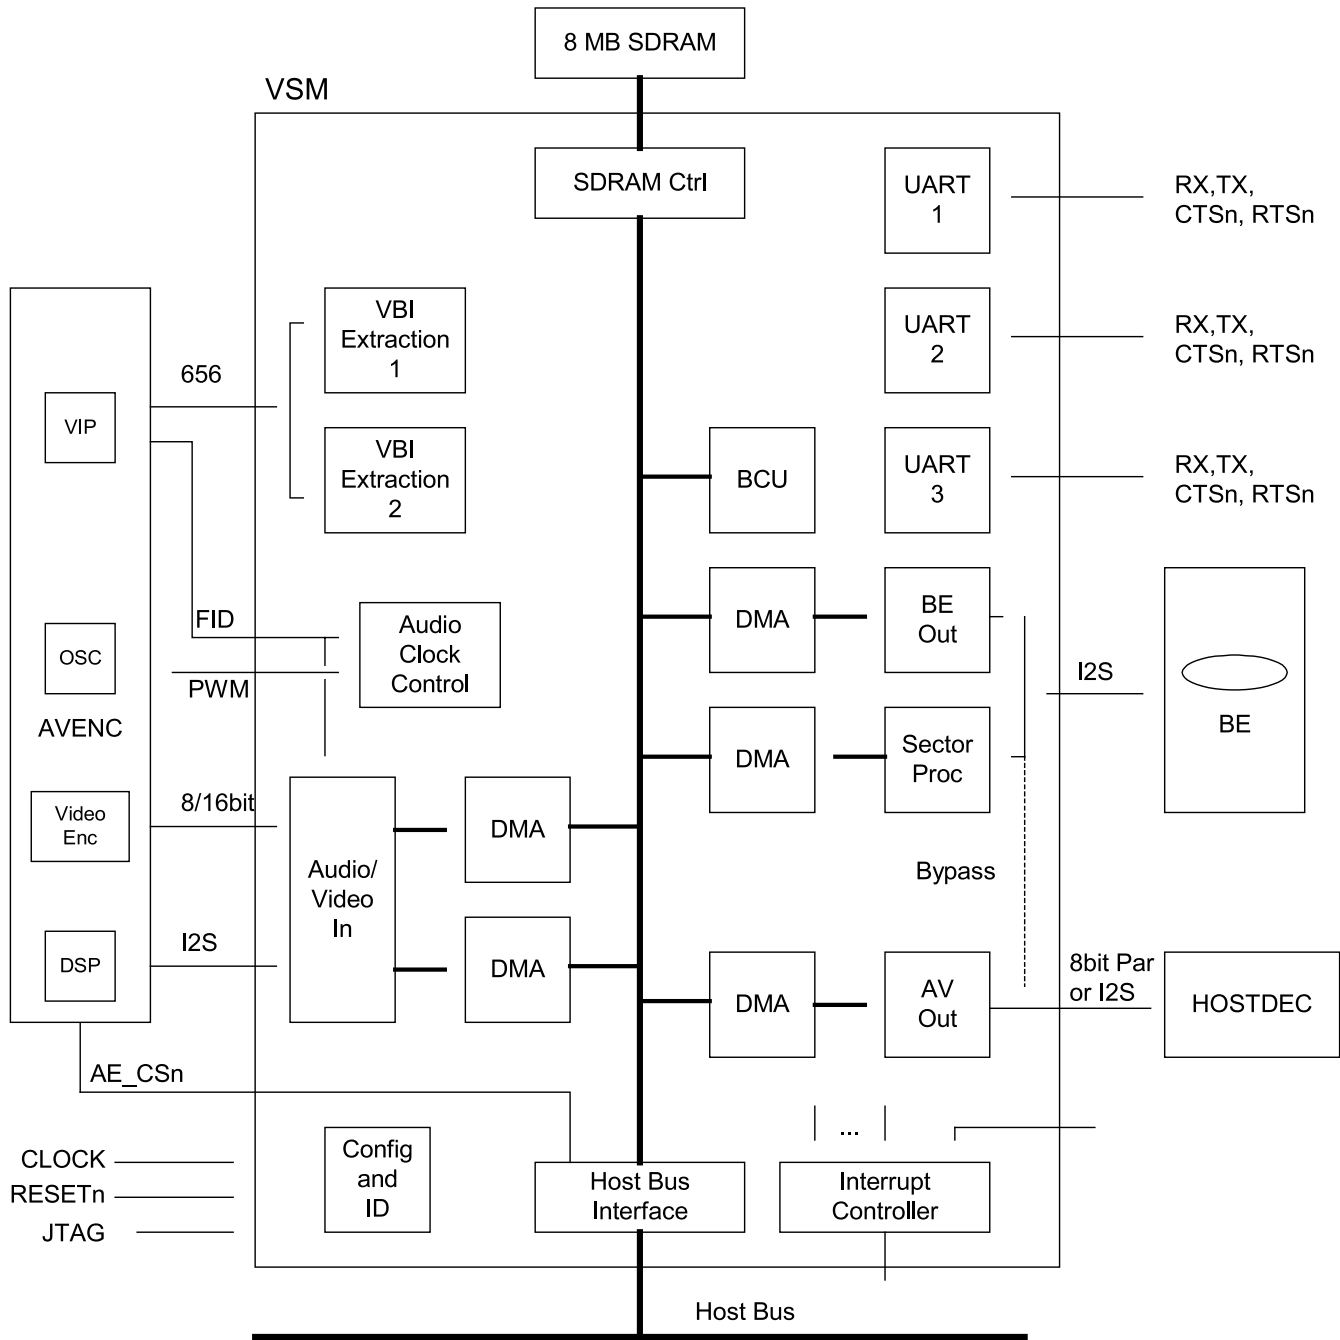 8 MB SDRAM
VSM
SDRAM Ctrl
UART
1
RX,TX,
CTSn, RTSn
VBI
Extraction
1
UART
2
RX,TX,
CTSn, RTSn
656
VIP
VBI
Extraction
2
BCU
UART
3
RX,TX,
CTSn, RTSn
FID
Audio
Clock
Control
DMA
BE
Out
OSC
PWM
I2S
AVENC
BE
DMA
Sector
Proc
Video
Enc
8/16bit
DMA
Audio/
Video
In
Bypass
DSP
I2S
DMA
DMA
AV
Out
8bit Par
or I2S
HOSTDEC
AE_CSn
...
CLOCK
RESETn
JTAG
Config
and
ID
Host Bus
Interface
Interrupt
Controller
Host Bus